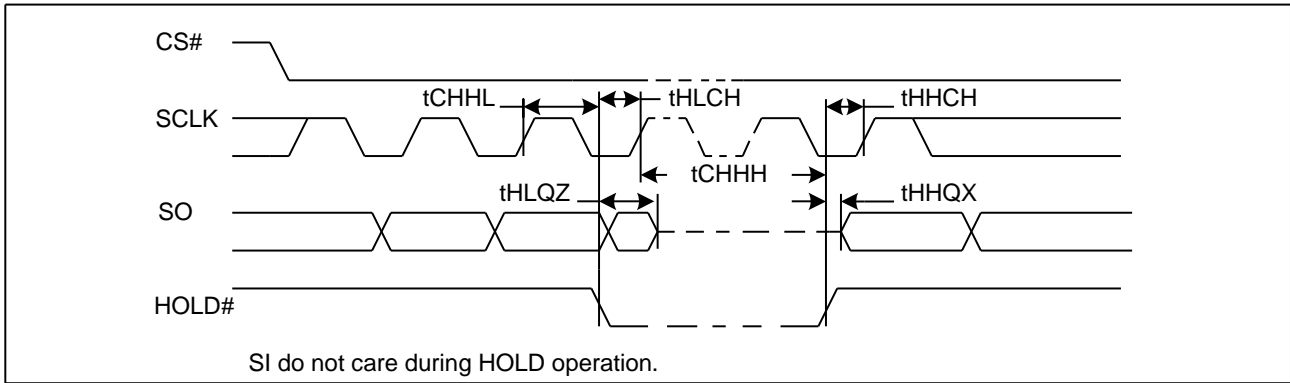 CS#
tCHHL
tHLCH
tHHCH
SCLK
tCHHH
tHLQZ
tHHQX
SO
HOLD#
SI do not care during HOLD operation.